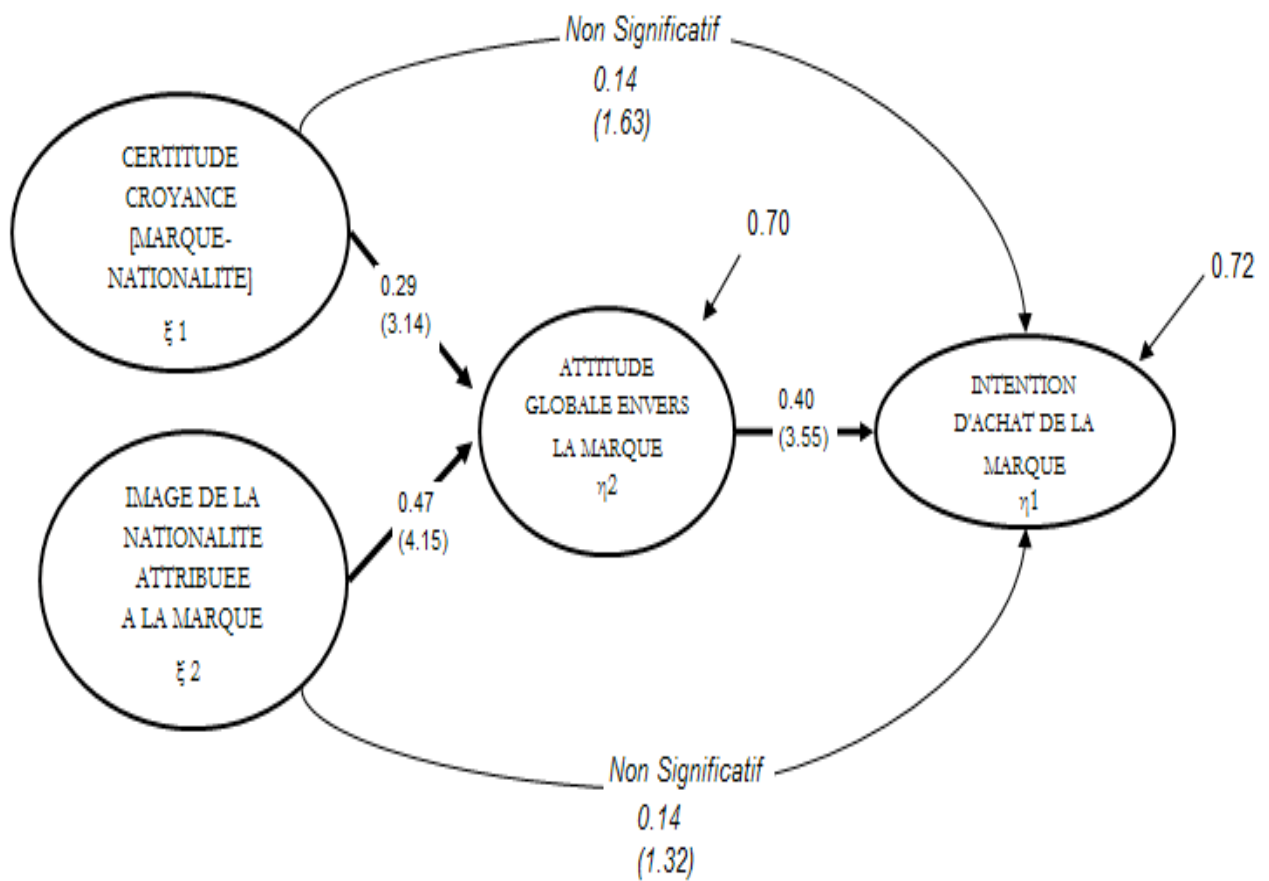 Non Significatif
0.14
(1.63)
CERTITUDE
CROYANCE
[MARQUE-
NATIONALITE]
ξ 1
0.29
(3.14)
0.70
0.72
ATTITUDE
GLOBALE ENVERS
LA MARQUE
η2
0.40
(3.55)
INTENTION
D'ACHAT DE LA
MARQUE
η1
IMAGE DE LA
NATIONALITE
ATTRIBUEE
A LA MARQUE
ξ 2
0.47
(4.15)
Non Significatif
0.14
(1.32)